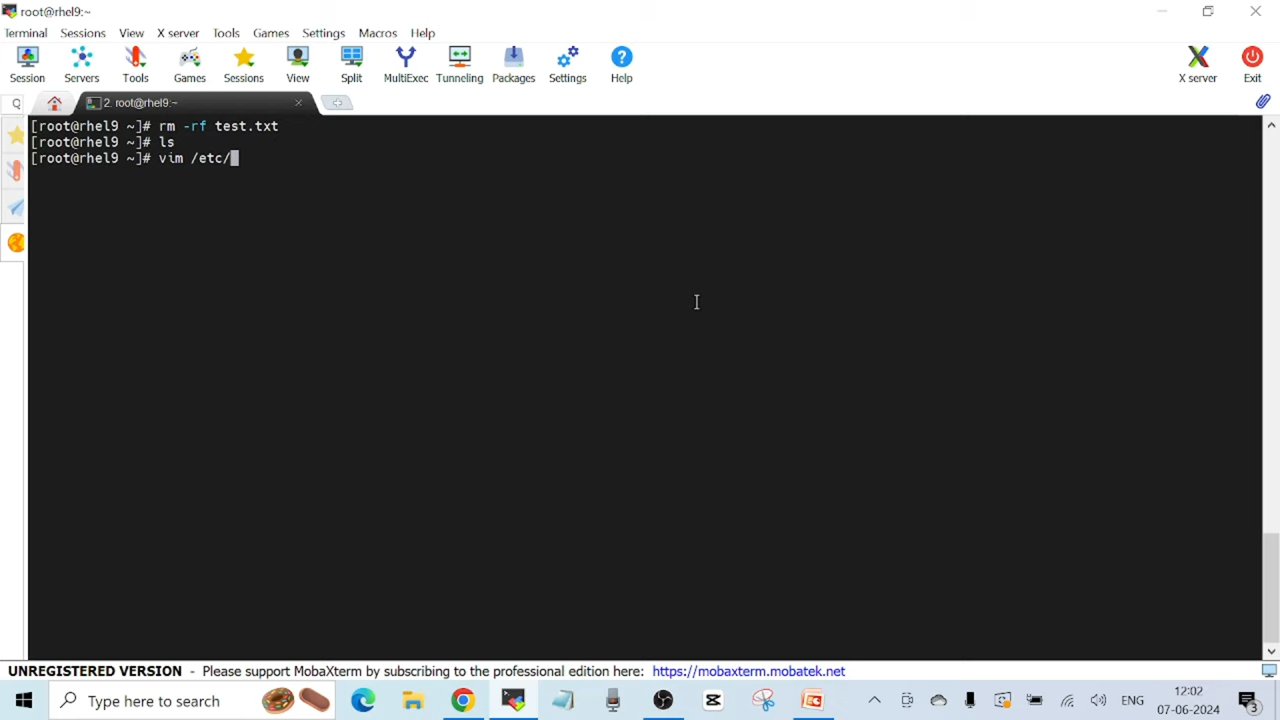 root@rhel9:~
Terminal Sessions View X server Tools Games Settings Macros Help
Session Servers Tools Games Sessions View Split MultiExec Tunneling Packages Settings Help X server Exit
2. root@rhel9:~
[root@rhel9 ~]# rm -rf test.txt
[root@rhel9 ~]# ls
[root@rhel9 ~]# vim /etc/
UNREGISTERED VERSION - Please support MobaXterm by subscribing to the professional edition here: https://mobaxterm.mobatek.net
Type here to search ENG 12:02
07-06-2024 3